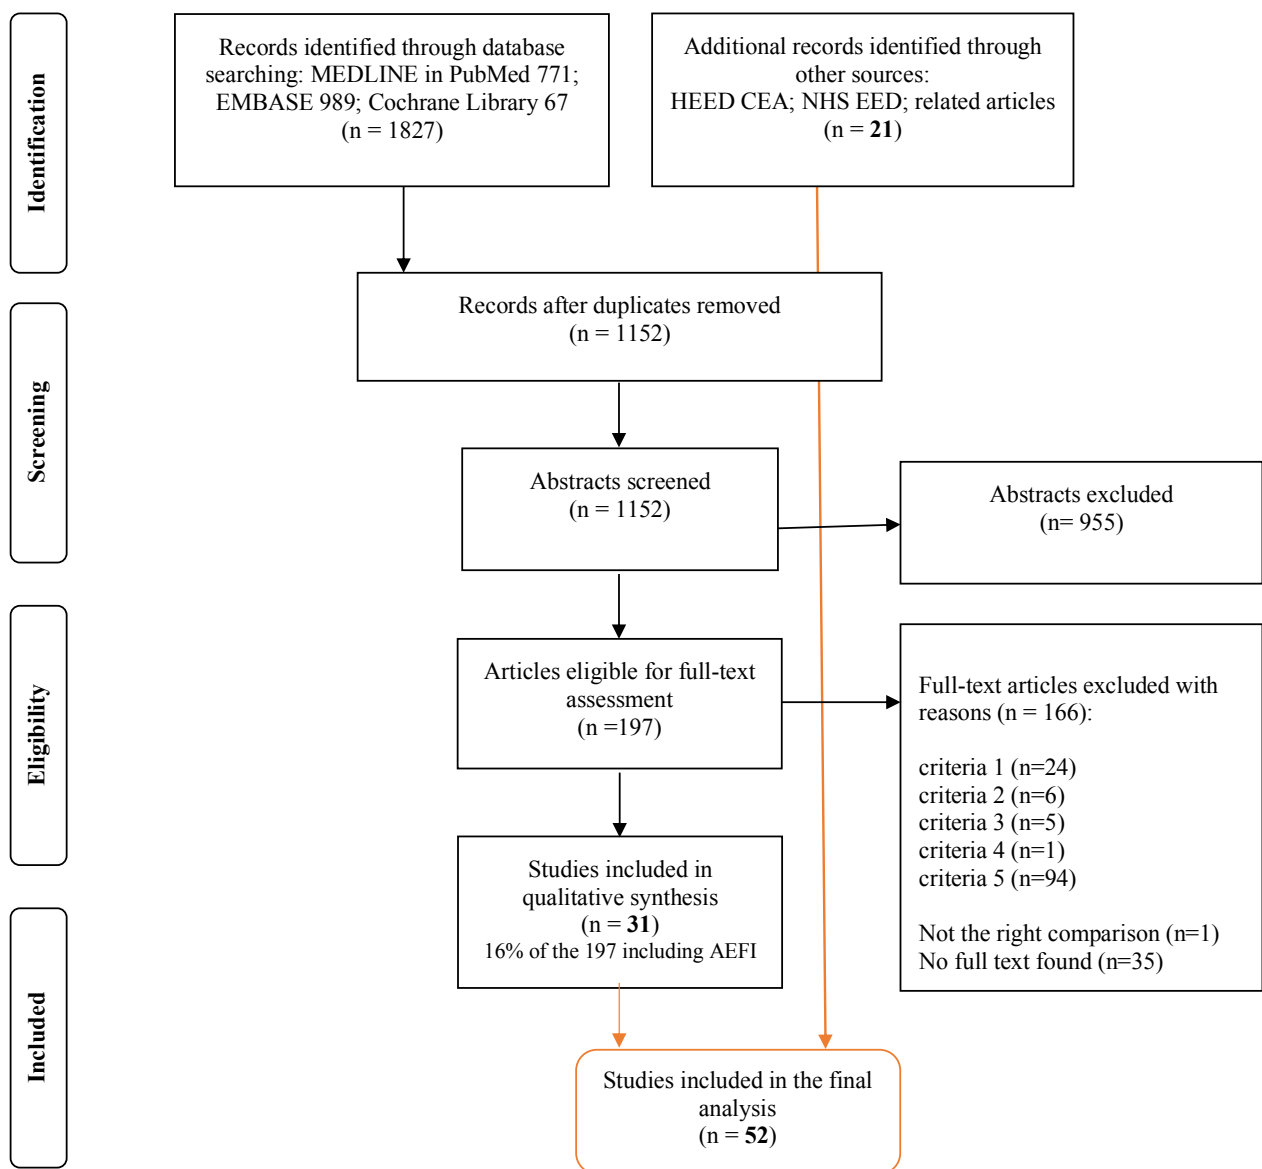 Identification
Records identified through database
searching: MEDLINE in PubMed 771;
EMBASE 989; Cochrane Library 67
(n = 1827)
Additional records identified through
other sources:
HEED CEA; NHS EED; related articles
(n = 21)
Screening
Records after duplicates removed
(n = 1152)
Abstracts screened
(n = 1152)
Abstracts excluded
(n= 955)
Eligibility
Articles eligible for full-text
assessment
(n =197)
Full-text articles excluded with
reasons (n = 166):
criteria 1 (n=24)
criteria 2 (n=6)
criteria 3 (n=5)
criteria 4 (n=1)
criteria 5 (n=94)
Not the right comparison (n=1)
No full text found (n=35)
Studies included in
qualitative synthesis
(n = 31)
16% of the 197 including AEFI
Included
Studies included in the final
analysis
(n = 52)